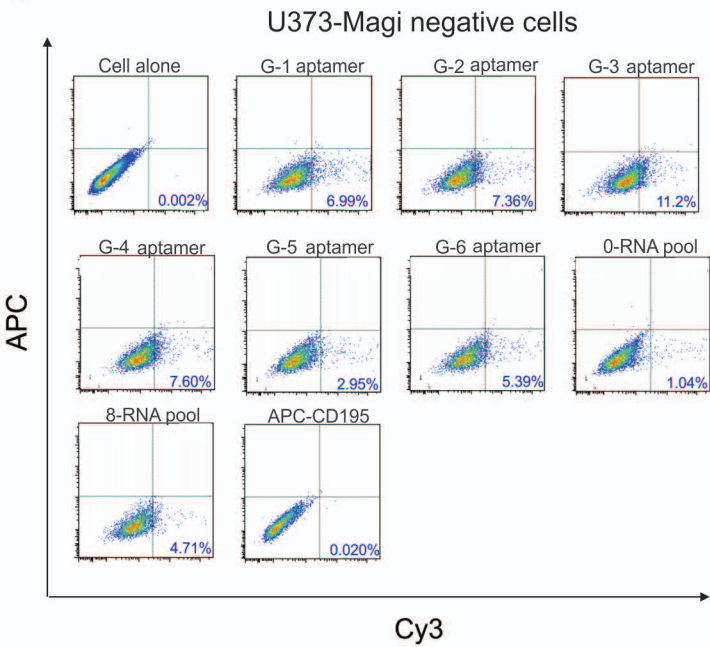 U373-Magi negative cells
Cell alone
G-1 aptamer
G-2 aptamer
G-3 aptamer
0.002%
6.99%
7.36%
11.2%
G-4 aptamer
G-5 aptamer
G-6 aptamer
0-RNA pool
7.60%
2.95%
5.39%
1.04%
8-RNA pool
APC-CD195
4.71%
0.020%
APC
Cy3